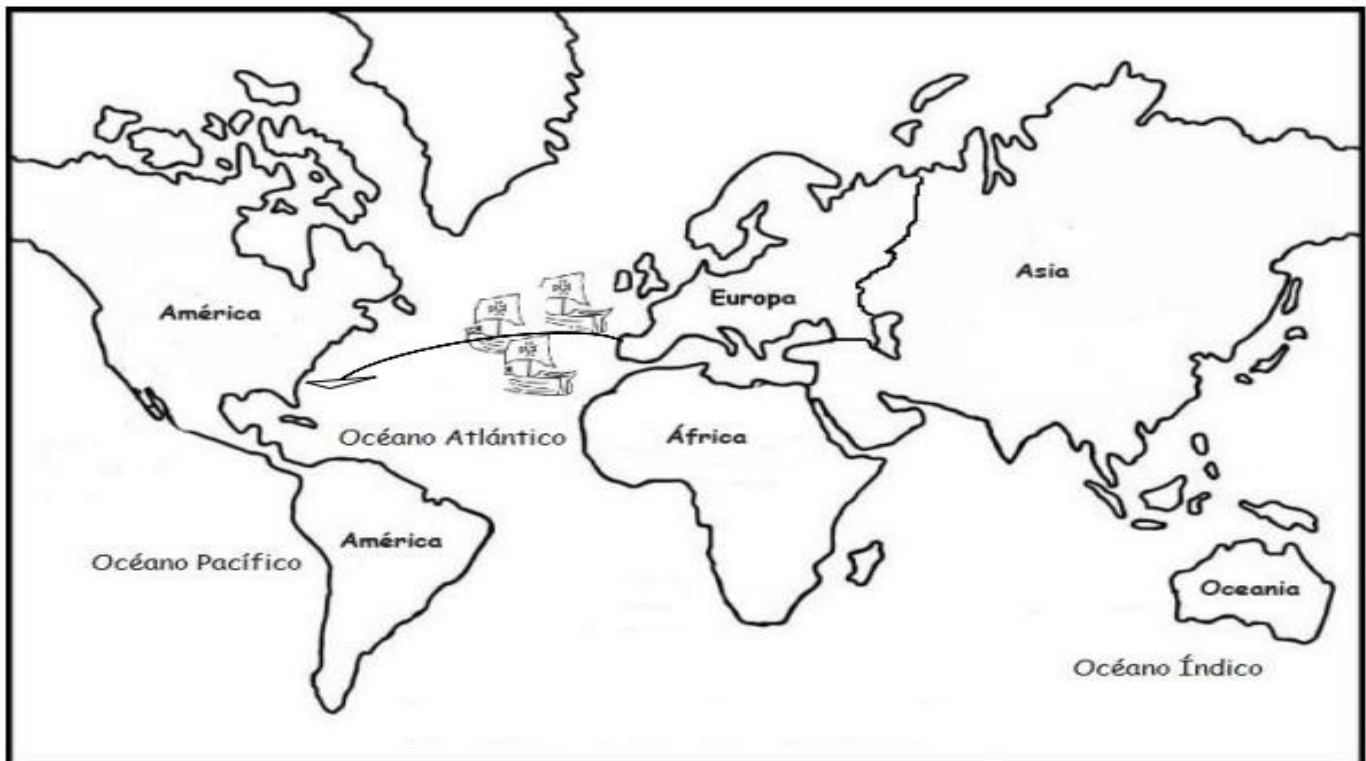 Asia
Europa
América
Océano Atlántico
África
América
Océano Pacífico
Oceania
Océano Índico